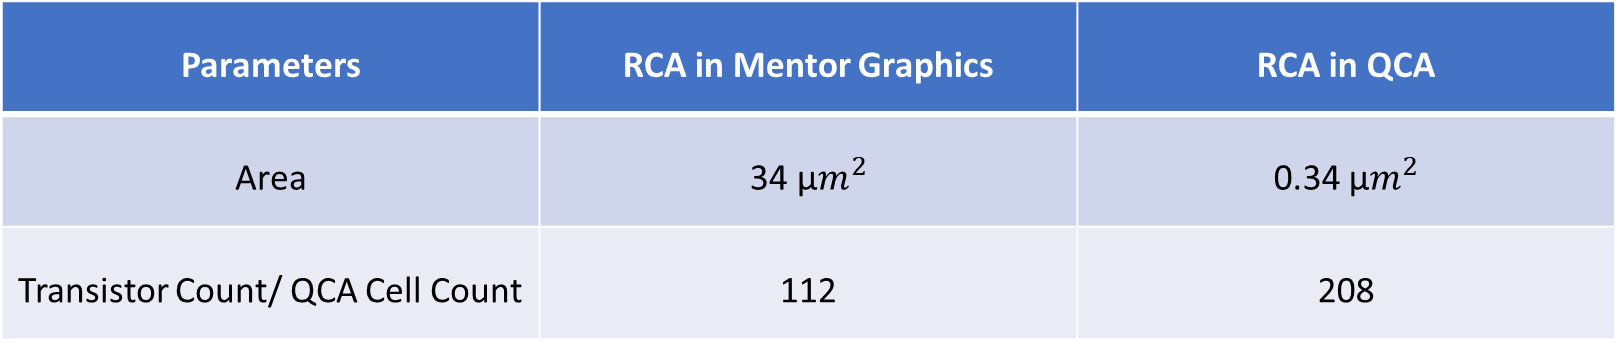 Parameters RCA in Mentor Graphics RCA in QCA
Area 34 μm² 0.34 μm²
Transistor Count/ QCA Cell Count 112 208